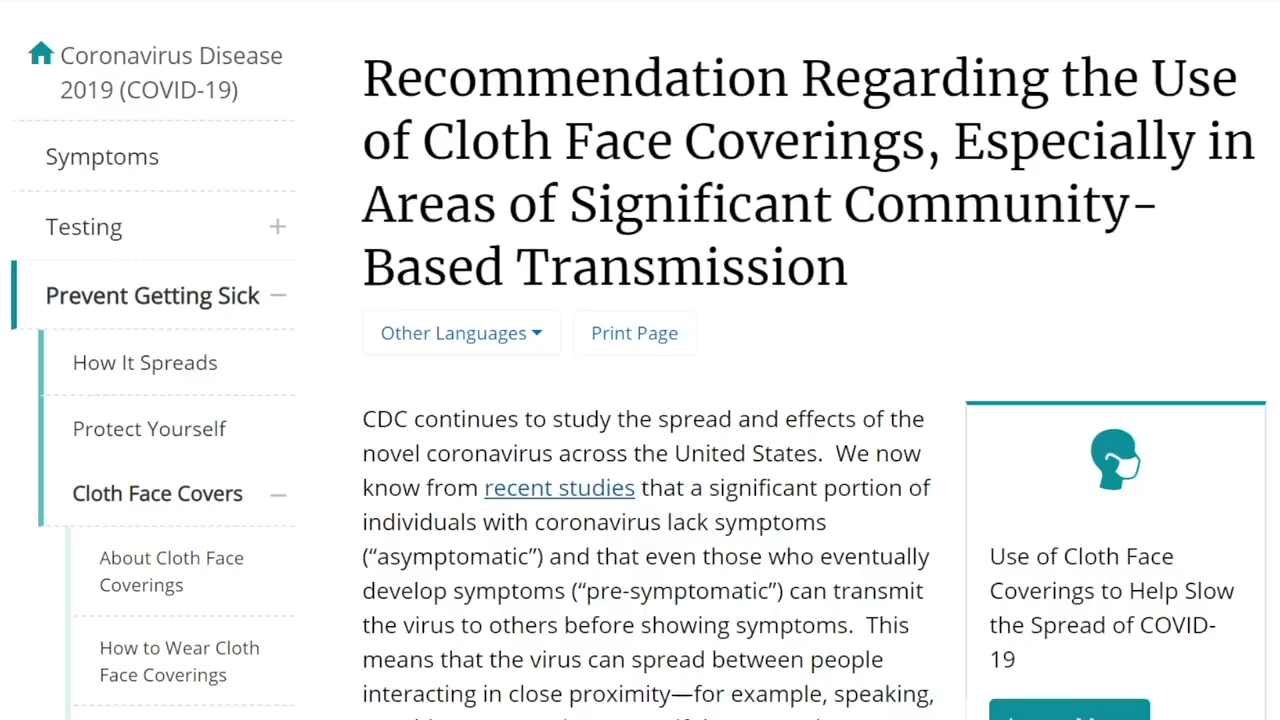 Coronavirus Disease
2019 (COVID-19)
Symptoms
Testing
Prevent Getting Sick
How It Spreads
Protect Yourself
Cloth Face Covers
About Cloth Face
Coverings
How to Wear Cloth
Face Coverings
Recommendation Regarding the Use
of Cloth Face Coverings, Especially in
Areas of Significant Community-
Based Transmission
Other Languages
Print Page
CDC continues to study the spread and effects of the
novel coronavirus across the United States.  We now
know from recent studies that a significant portion of
individuals with coronavirus lack symptoms
(“asymptomatic”) and that even those who eventually
develop symptoms (“pre-symptomatic”) can transmit
the virus to others before showing symptoms.  This
means that the virus can spread between people
interacting in close proximity—for example, speaking,
Use of Cloth Face
Coverings to Help Slow
the Spread of COVID-
19